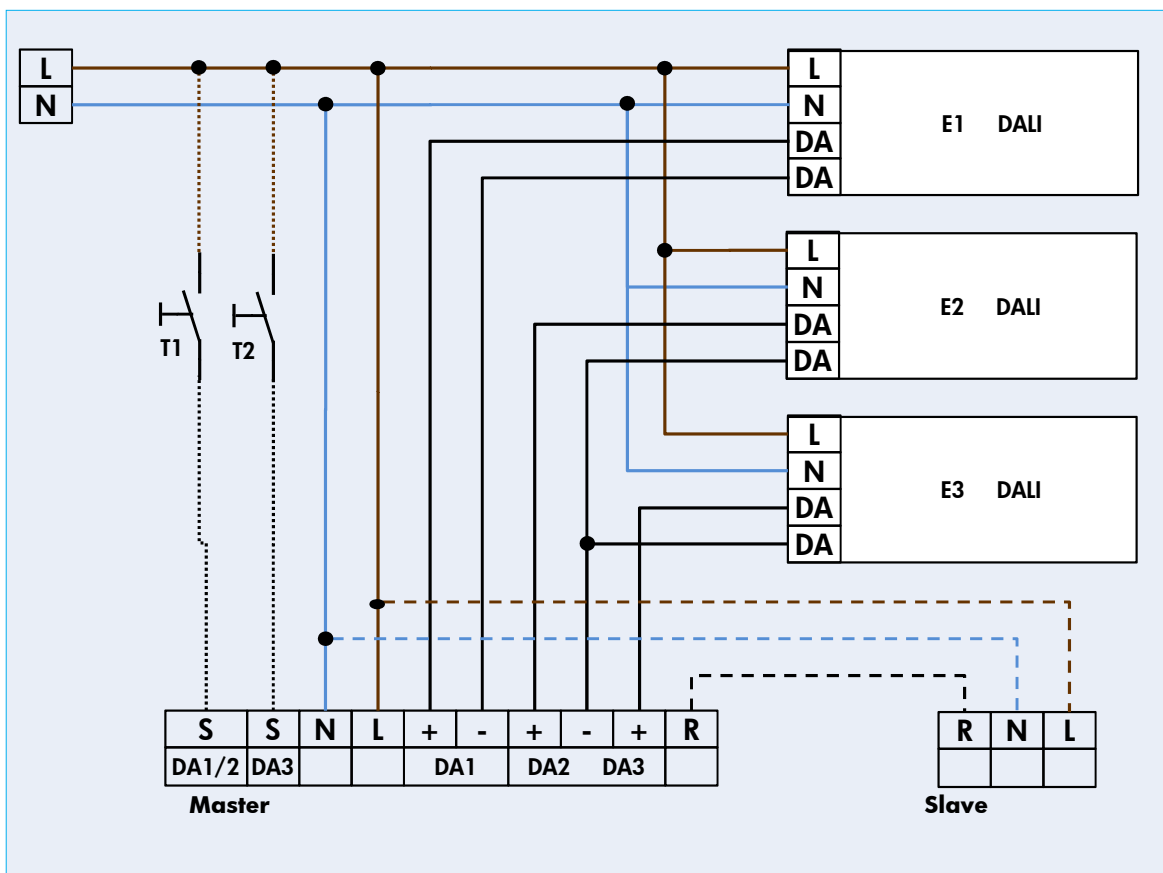 L
N
L
N
DA
DA
E1 DALI
L
N
DA
DA
E2 DALI
T1
T2
L
N
DA
DA
E3 DALI
S S N L + - + - + R
DA1/2 DA3 DA1 DA2 DA3
Master
R N L
Slave